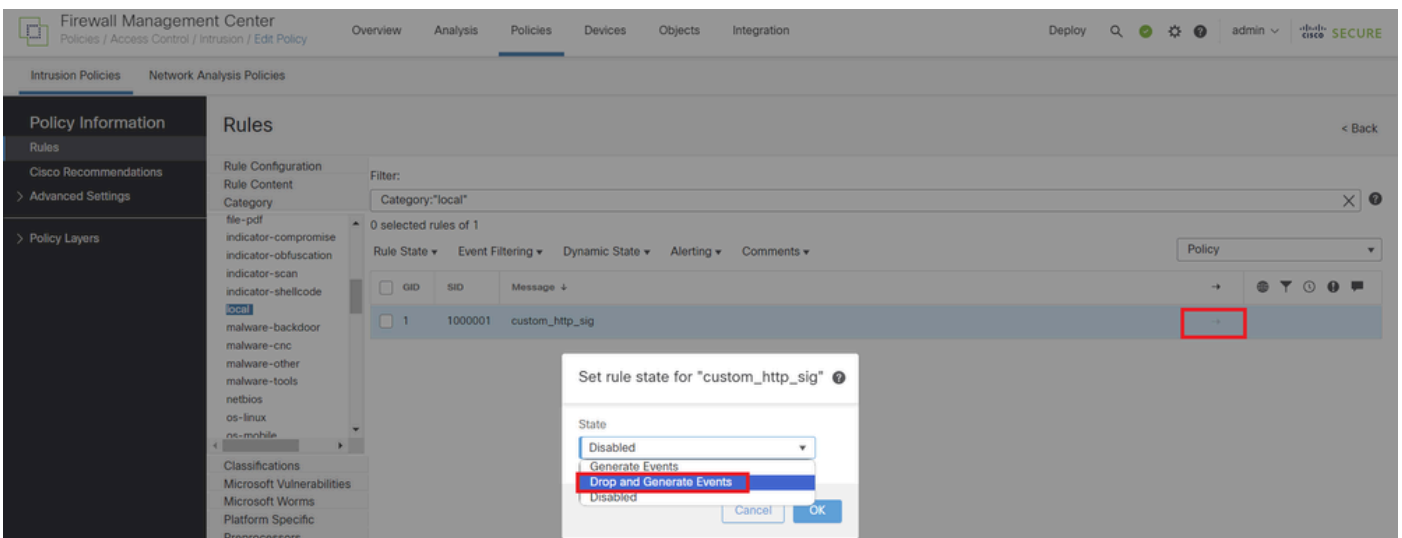 Firewall Management Center
Policies / Access Control / Intrusion / Edit Policy
Overview Analysis Policies Devices Objects Integration Deploy admin cisco SECURE
Intrusion Policies Network Analysis Policies
Policy Information
Rules
Cisco Recommendations
> Advanced Settings
> Policy Layers
Rules
< Back
Rule Configuration
Rule Content
Category
file-pdf
indicator-compromise
indicator-obfuscation
indicator-scan
indicator-shellcode
local
malware-backdoor
malware-cnc
malware-other
malware-tools
netbios
os-linux
os-mobile
Classifications
Microsoft Vulnerabilities
Microsoft Worms
Platform Specific
Preprocessors
Filter:
Category:"local"
0 selected rules of 1
Rule State Event Filtering Dynamic State Alerting Comments Policy
GID SID Message
1 1000001 custom_http_sig
Set rule state for "custom_http_sig"
State
Disabled
Generate Events
Drop and Generate Events
Disabled
Cancel OK